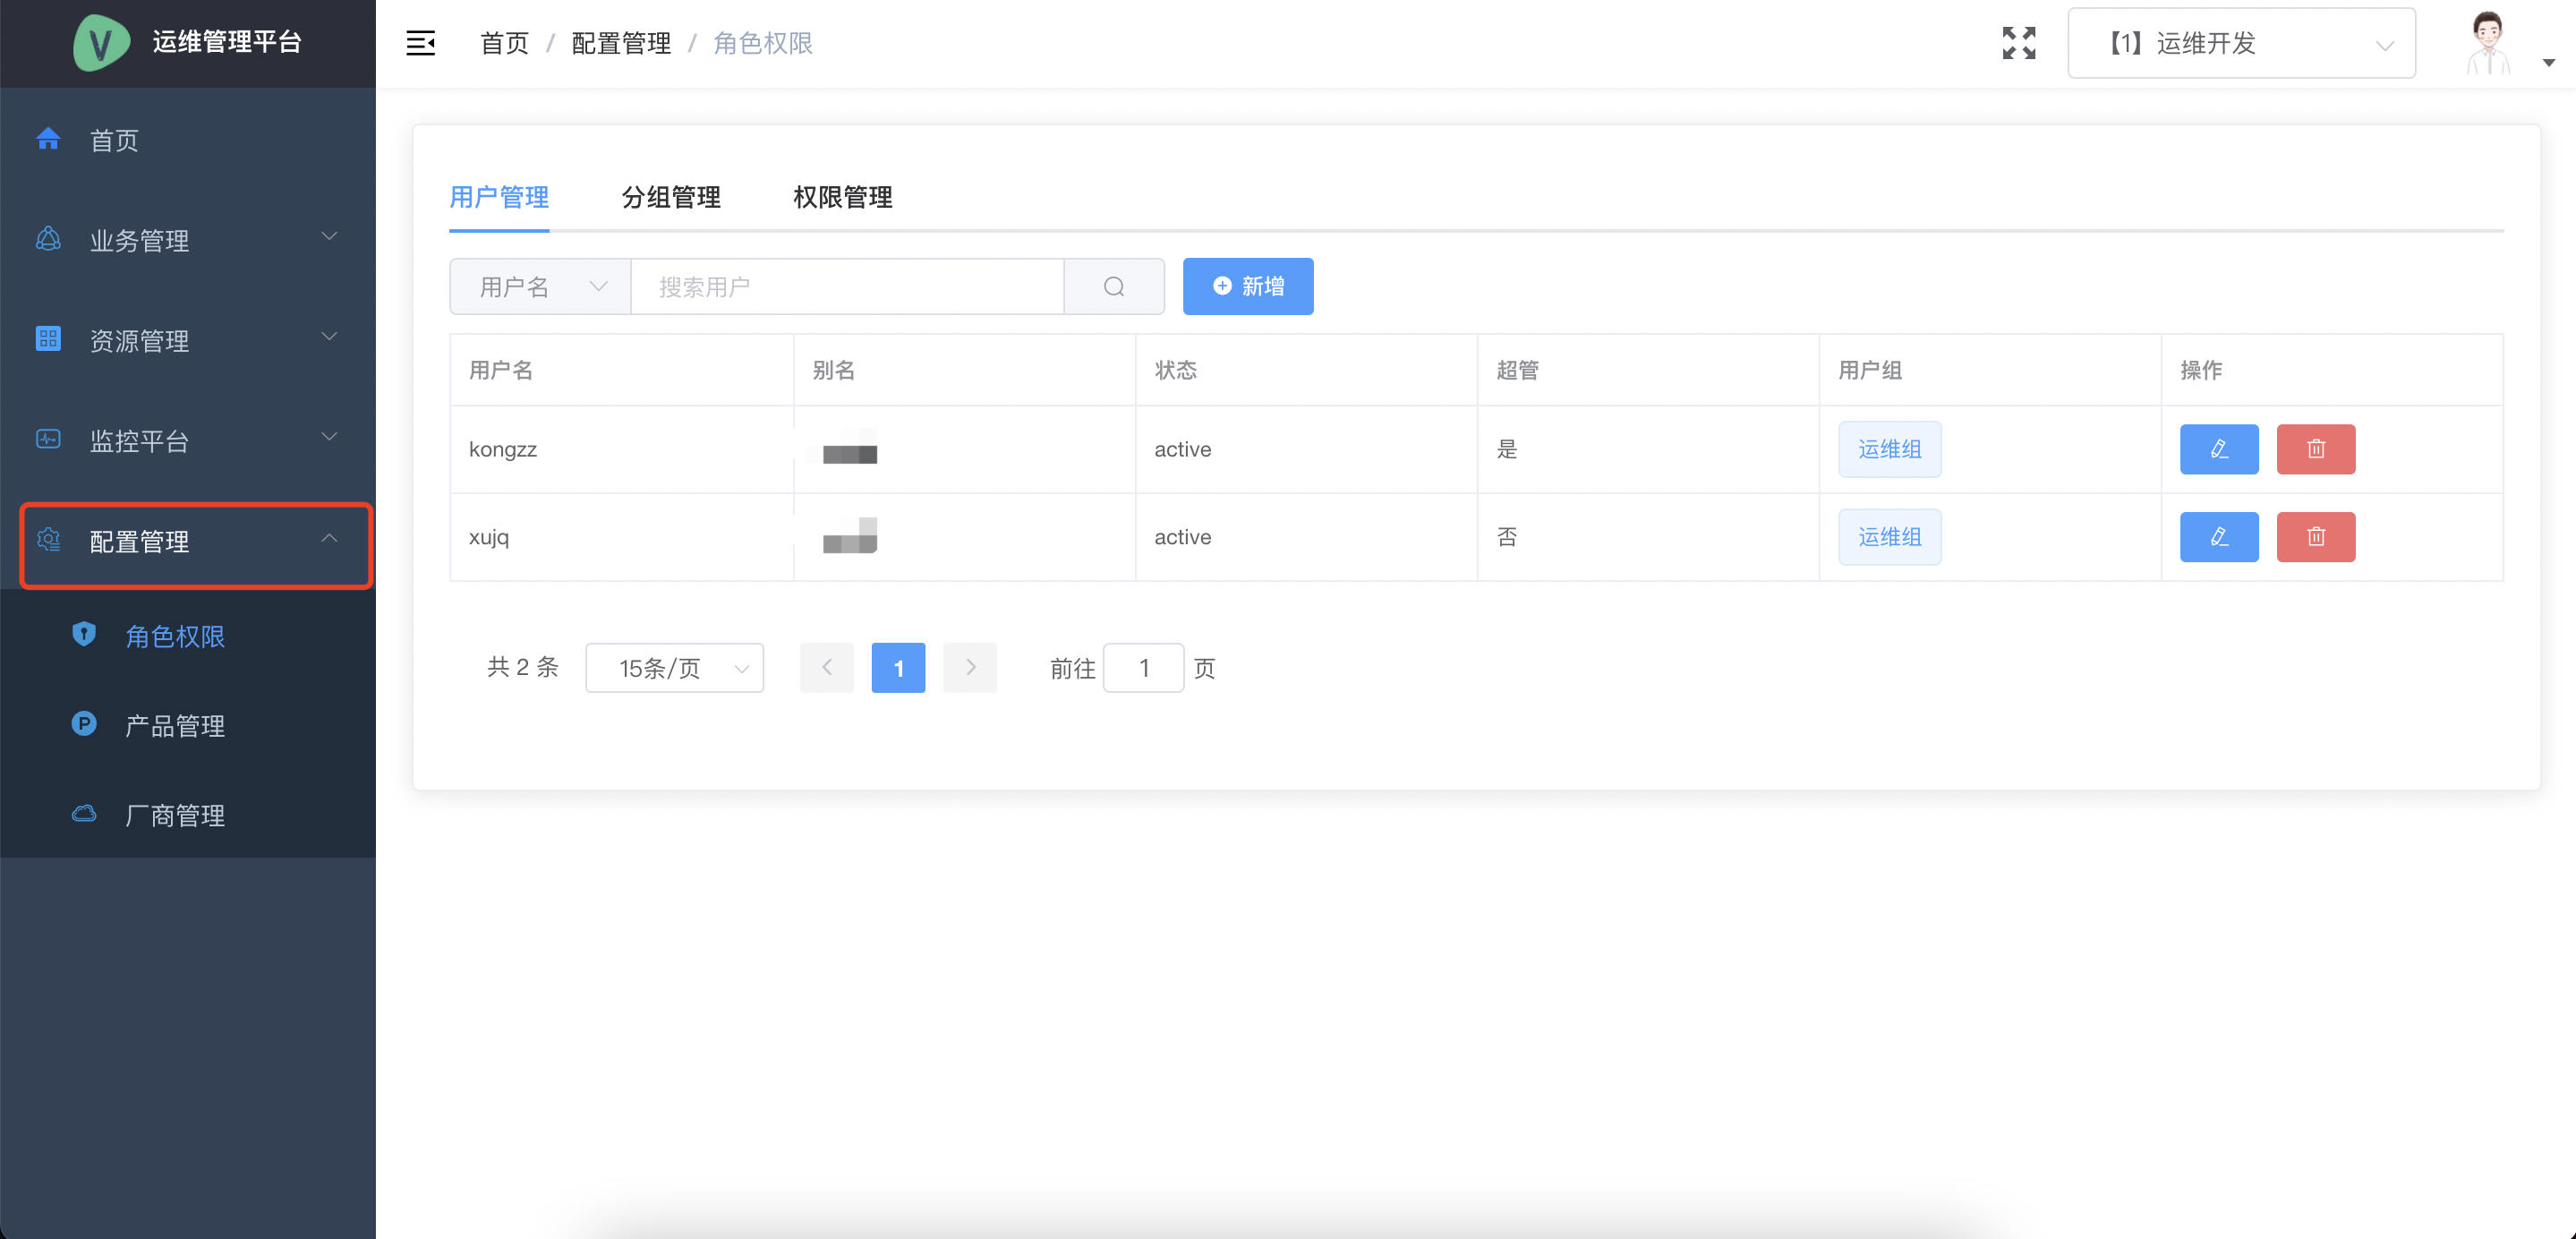 运维管理平台
首页 / 配置管理 / 角色权限
【1】运维开发
首页
业务管理
资源管理
监控平台
配置管理
角色权限
产品管理
厂商管理
用户管理 分组管理 权限管理
用户名 搜索用户 新增
用户名 别名 状态 超管 用户组 操作
kongzz active 是 运维组
xujq active 否 运维组
共 2 条 15条/页 1 前往 1 页